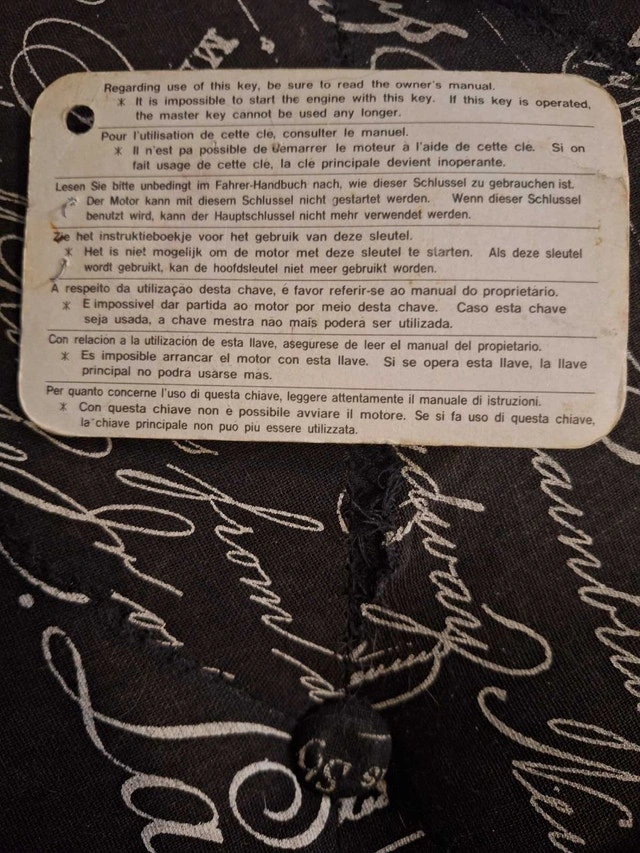 Regarding use of this key, be sure to read the owner's manual.
* It is impossible to start the engine with this key. If this key is operated,
the master key cannot be used any longer.
Pour l'utilisation de cette cle, consulter le manuel.
* Il n'est pa possible de demarrer le moteur a l'aide de cette cle. Si on
fait usage de cette cle, la cle principale devient inoperante.
Lesen Sie bitte unbedingt im Fahrer-Handbuch nach, wie dieser Schlussel zu gebrauchen ist.
Der Motor kann mit diesem Schlussel nicht gestartet werden. Wenn dieser Schlussel
benutzt wird, kann der Hauptschlussel nicht mehr verwendet werden.
Zie het instruktieboekje voor het gebruik van deze sleutel.
* Het is niet mogelijk om de motor met deze sleutel te starten. Als deze sleutel
wordt gebruikt, kan de hoofdsleutel niet meer gebruikt worden.
A respeito da utilizaçao desta chave, e favor referir-se ao manual do proprietario.
* E impossivel dar partida ao motor por meio desta chave. Caso esta chave
seja usada, a chave mestra nao mais podera ser utilizada.
Con relacion a la utilizacion de esta llave, asegurese de leer el manual del propietario.
* Es imposible arrancar el motor con esta llave. Si se opera esta llave, la llave
principal no podra usarse mas.
Per quanto concerne l'uso di questa chiave, leggere attentamente il manuale di istruzioni.
* Con questa chiave non e possibile avviare il motore. Se si fa uso di questa chiave,
la chiave principale non puo piu essere utilizzata.
from